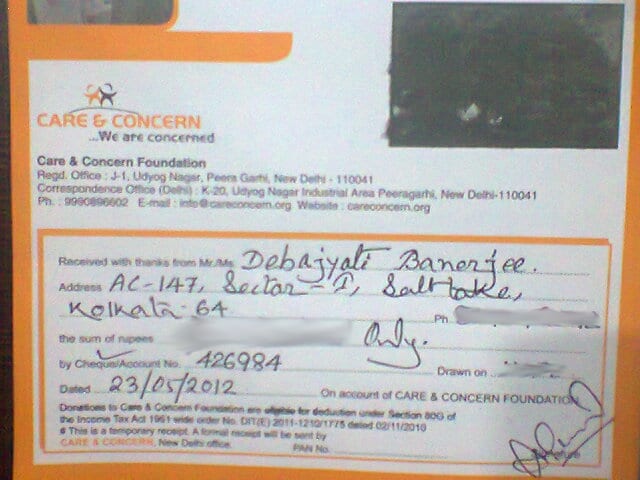 CARE & CONCERN
...We are concerned
Care & Concern Foundation
Regd. Office : J-1, Udyog Nagar, Peera Garhi, New Delhi - 110041
Correspondence Office (Delhi) : K-20, Udyog Nagar Industrial Area Peeragarhi, New Delhi-110041
Ph. : 9990896602 E-mail : info@careconcern.org Website : careconcern.org
Received with thanks from Mr./Ms. Debajyati Banerjee.
Address AC-147, Sector-I, Saltlake,
Kolkata-64 Ph
the sum of rupees Only.
by Cheque/Account No. 426984 Drawn on
Dated 23/05/2012 On account of CARE & CONCERN FOUNDATION
Donations to Care & Concern Foundation are eligible for deduction under Section 80G of
the Income Tax Act 1961 wide order No. DIT(E) 2011-1210/1775 dated 02/11/2010
# This is a temporary receipt. A formal receipt will be sent by
CARE & CONCERN, New Delhi office. PAN No.